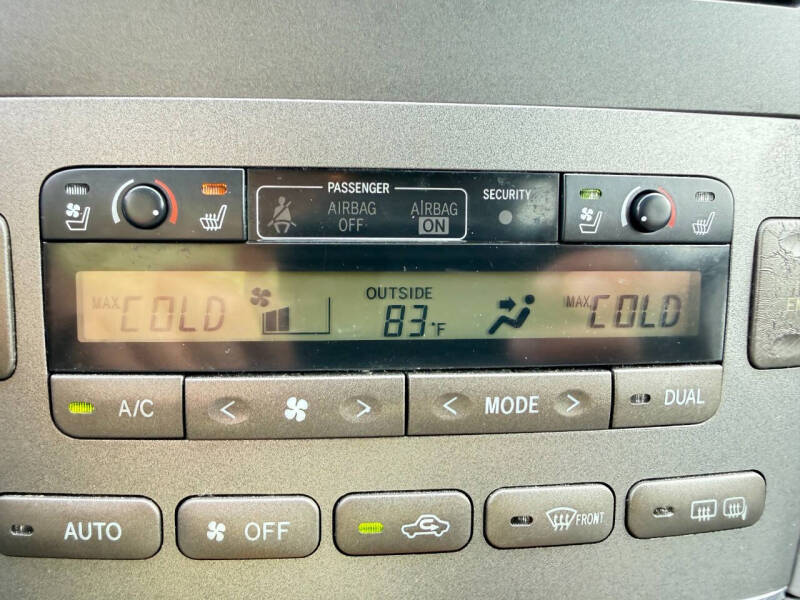 PASSENGER
AIRBAG OFF
AIRBAG ON
SECURITY
MAX COLD
OUTSIDE
83°F
MAX COLD
A/C
< >
< MODE >
DUAL
AUTO
OFF
FRONT